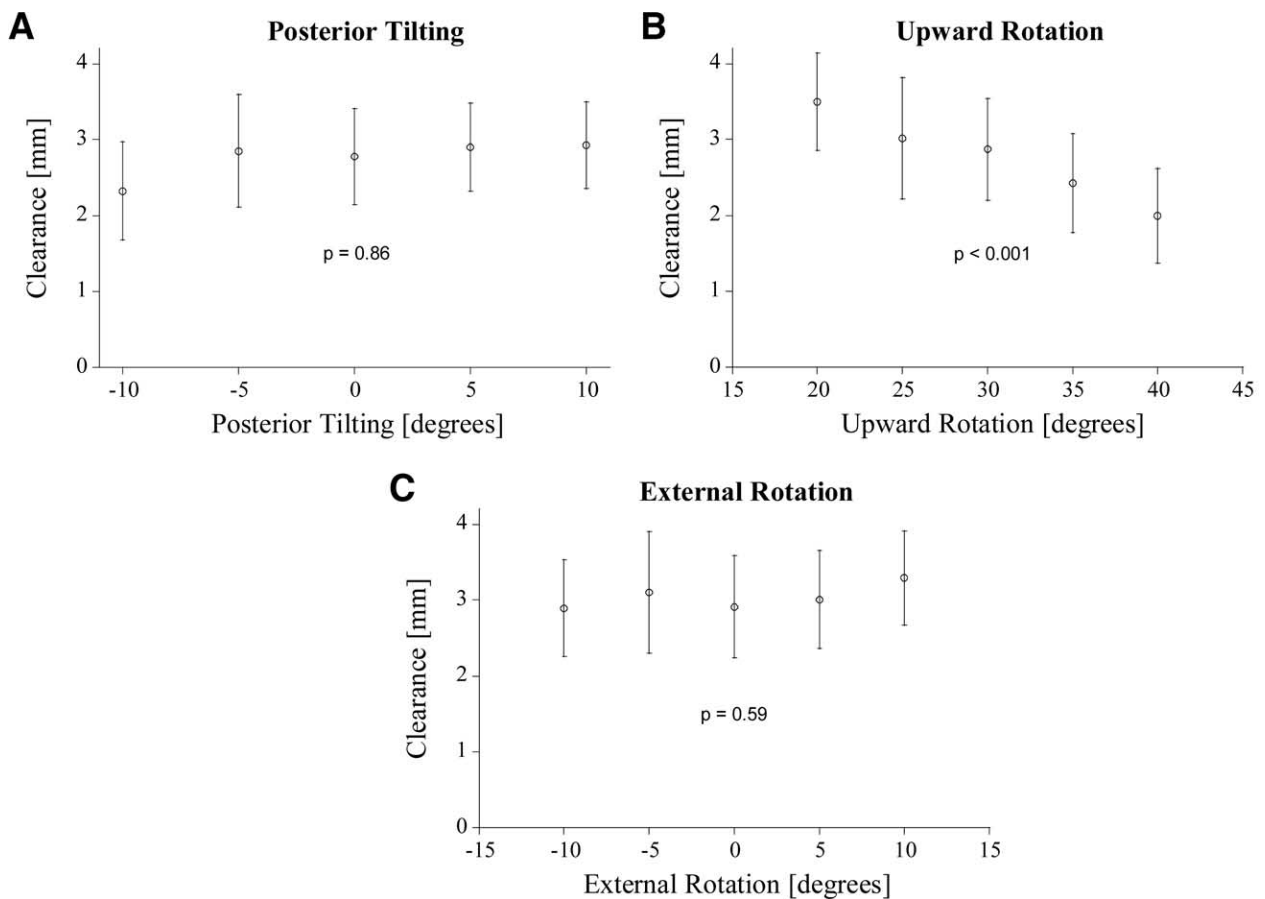 A
Posterior Tilting
4
3
2
1
0
Clearance [mm]
p = 0.86
-10 -5 0 5 10
Posterior Tilting [degrees]
B
Upward Rotation
4
3
2
1
0
Clearance [mm]
p < 0.001
15 20 25 30 35 40 45
Upward Rotation [degrees]
C
External Rotation
4
3
2
1
0
Clearance [mm]
p = 0.59
-15 -10 -5 0 5 10 15
External Rotation [degrees]